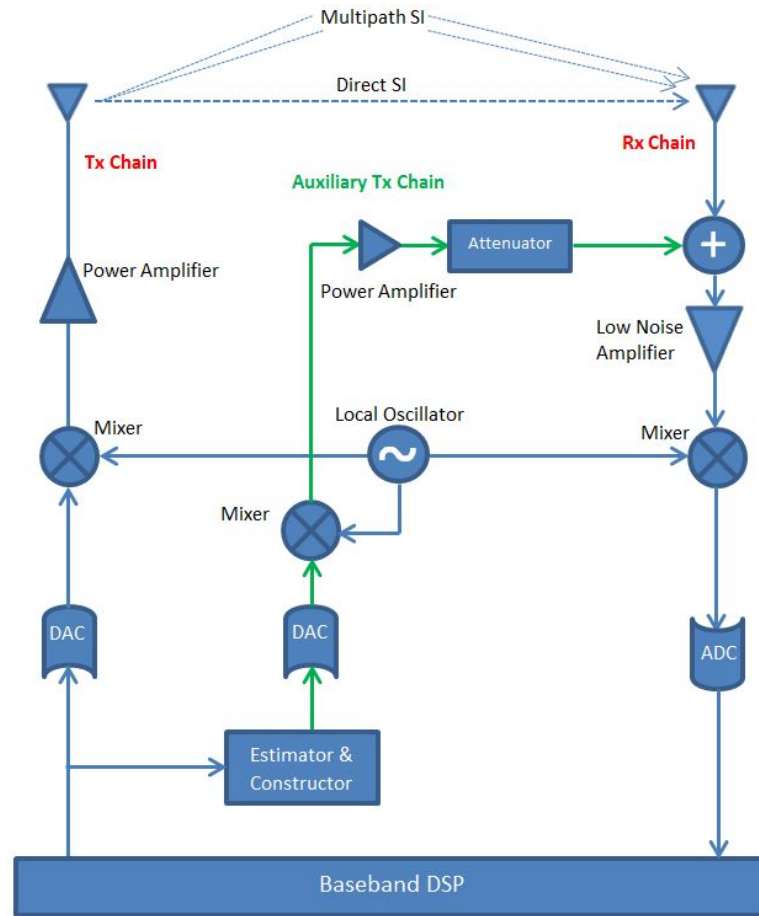 Multipath SI
Direct SI
Tx Chain
Rx Chain
Auxiliary Tx Chain
Attenuator
+
Power Amplifier
Power Amplifier
Low Noise
Amplifier
Local Oscillator
Mixer
Mixer
~
Mixer
DAC
DAC
ADC
Estimator &
Constructor
Baseband DSP